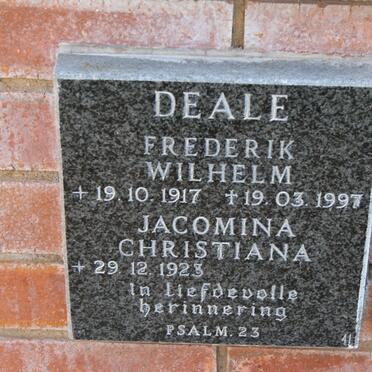 DEALE
FREDERIK
WILHELM
+ 19. 10. 1917 † 19. 03. 1997
JACOMINA
CHRISTIANA
+ 29 12 1923
In liefdevolle
herinnering
PSALM. 23